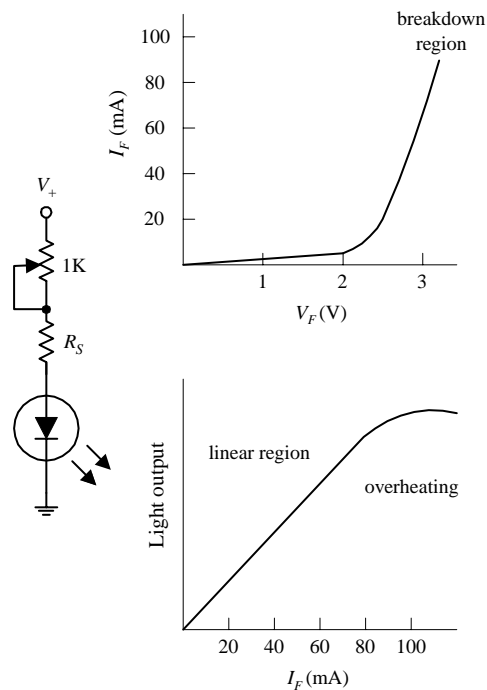 breakdown
region
100
80
60
40
20
I_F (mA)
1
2
3
V_F (V)
V_+
1K
R_S
Light output
linear region
overheating
20
40
60
80
100
I_F (mA)